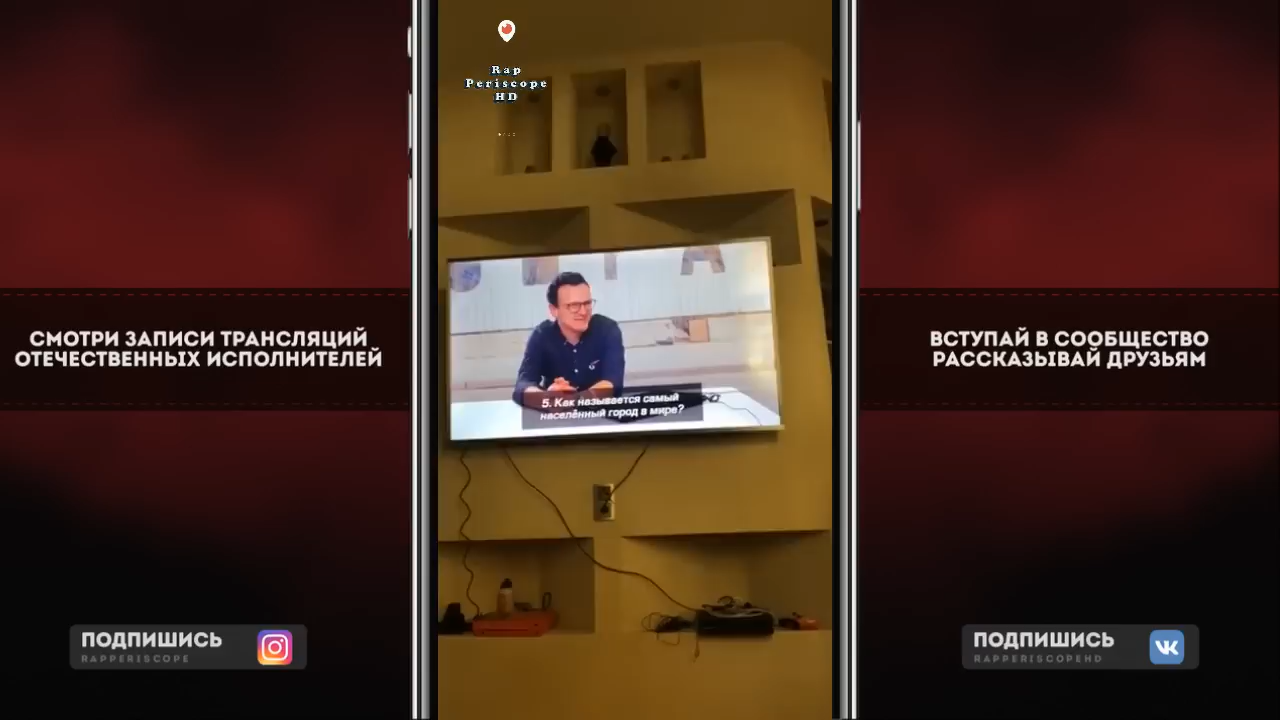 Rap
Periscope
HD
СМОТРИ ЗАПИСИ ТРАНСЛЯЦИЙ
ОТЕЧЕСТВЕННЫХ ИСПОЛНИТЕЛЕЙ
ВСТУПАЙ В СООБЩЕСТВО
РАССКАЗЫВАЙ ДРУЗЬЯМ
5. Как называется самый
населённый город в мире?
ПОДПИШИСЬ
RAPPERISCOPE
ПОДПИШИСЬ
RAPPERISCOPEHD